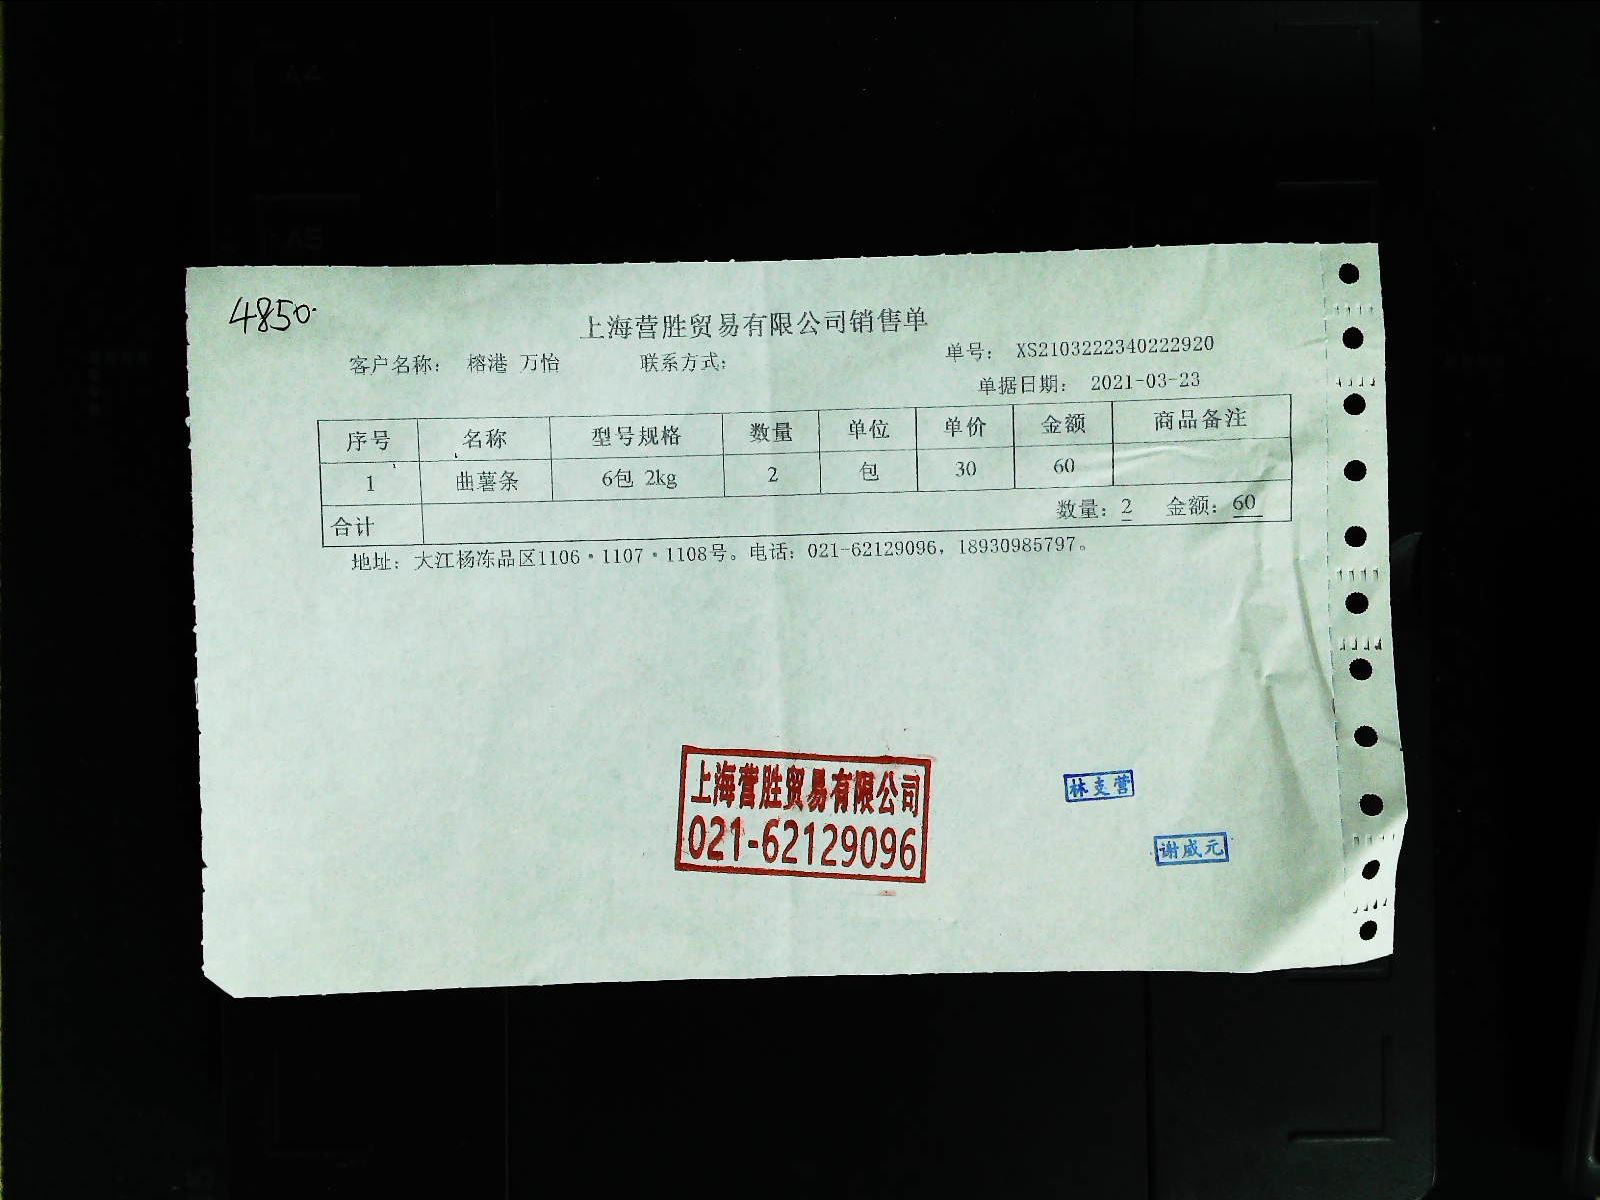 4850.
上海营胜贸易有限公司销售单
客户名称： 榕港 万怡 联系方式： 单号： XS2103222340222920
单据日期： 2021-03-23
序号 名称 型号规格 数量 单位 单价 金额 商品备注
1 曲薯条 6包 2kg 2 包 30 60
合计 数量：2 金额：60
地址：大江杨冻品区1106·1107·1108号。电话：021-62129096，18930985797。
上海营胜贸易有限公司
021-62129096
林支营
谢威元